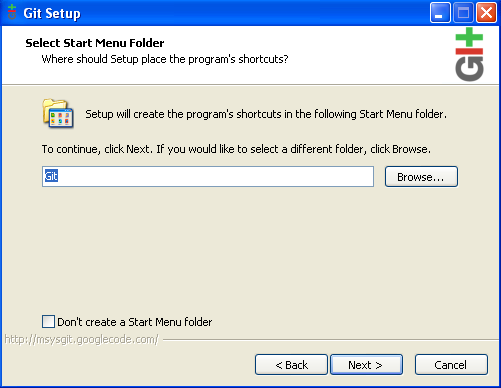 Git Setup
Select Start Menu Folder
Where should Setup place the program's shortcuts?
GIt
Setup will create the program's shortcuts in the following Start Menu folder.
To continue, click Next. If you would like to select a different folder, click Browse.
Git
Browse...
Don't create a Start Menu folder
http://msysgit.googlecode.com/
< Back
Next >
Cancel